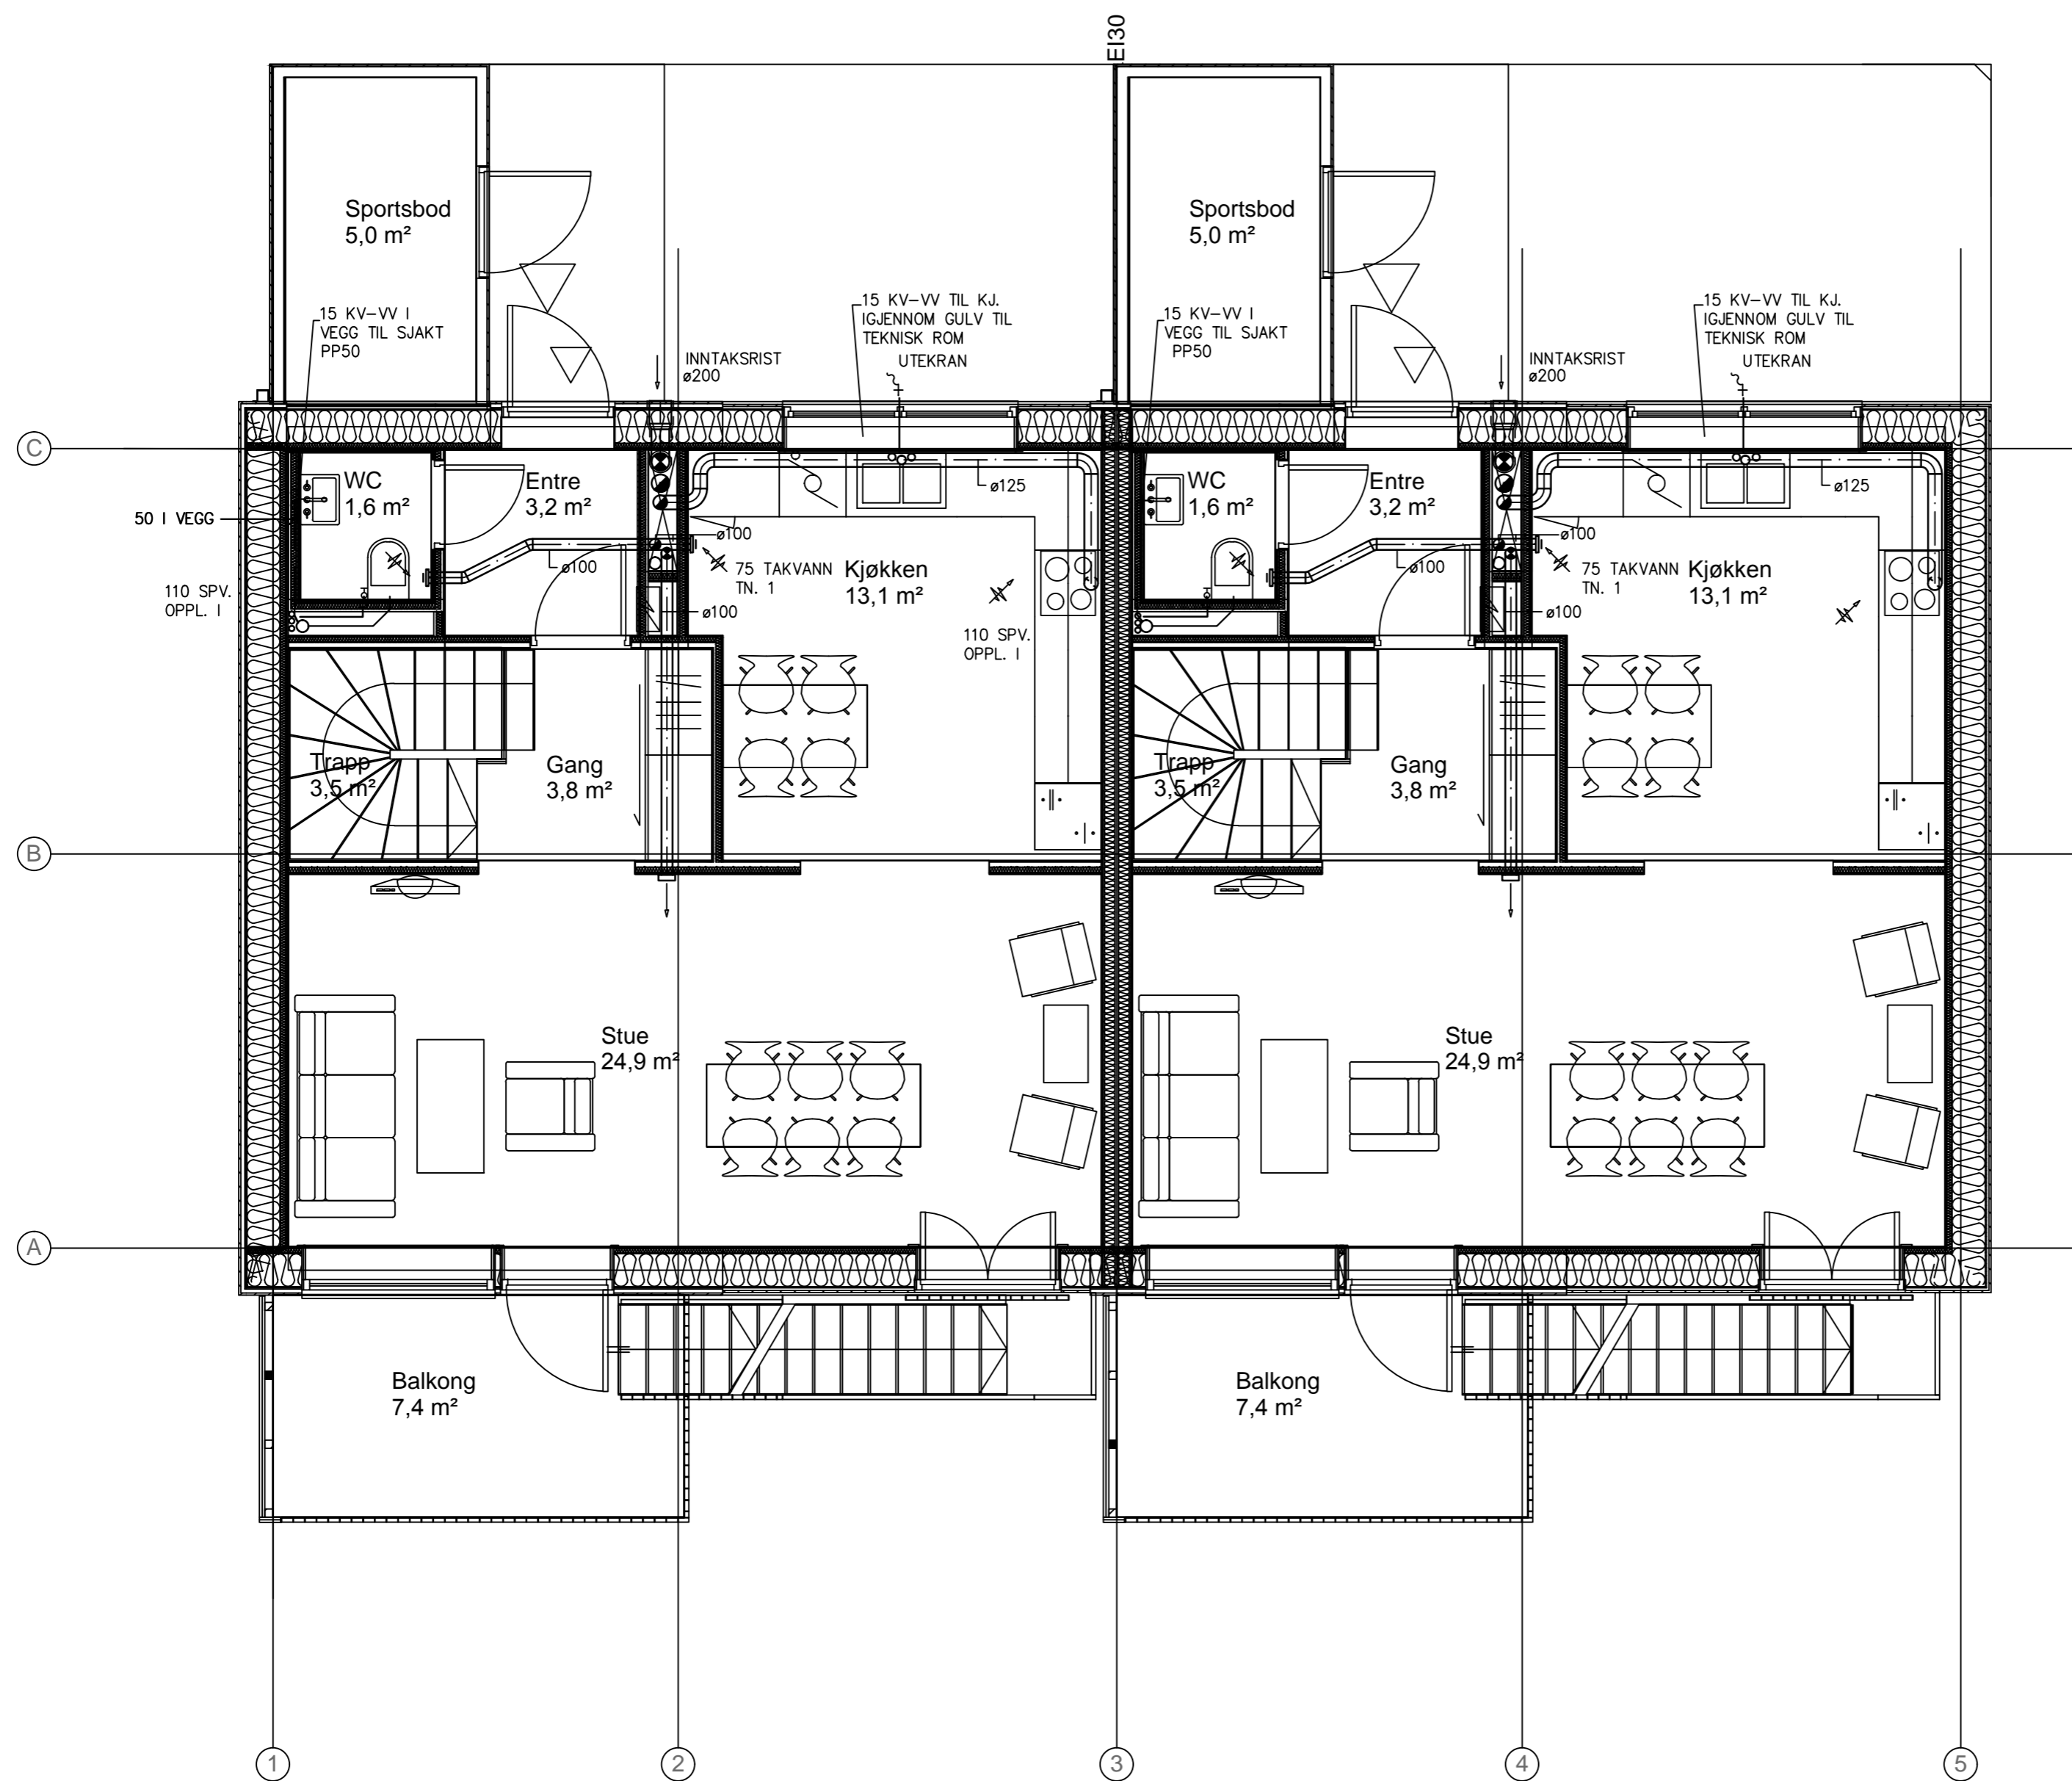 EI30
Sportsbod
5,0 m²
Sportsbod
5,0 m²
15 KV-VV I
VEGG TIL SJAKT
PP50
INNTAKSRIST
ø200
15 KV-VV TIL KJ.
IGJENNOM GULV TIL
TEKNISK ROM
UTEKRAN
15 KV-VV I
VEGG TIL SJAKT
PP50
INNTAKSRIST
ø200
15 KV-VV TIL KJ.
IGJENNOM GULV TIL
TEKNISK ROM
UTEKRAN
C
WC
1,6 m²
Entre
3,2 m²
ø125
50 I VEGG
ø100
ø100
ø100
75 TAKVANN
TN. 1
Kjøkken
13,1 m²
110 SPV.
OPPL. I
110 SPV.
OPPL. I
WC
1,6 m²
Entre
3,2 m²
ø125
ø100
ø100
ø100
75 TAKVANN
TN. 1
Kjøkken
13,1 m²
Trapp
3,5 m²
Gang
3,8 m²
Trapp
3,5 m²
Gang
3,8 m²
B
Stue
24,9 m²
Stue
24,9 m²
A
Balkong
7,4 m²
Balkong
7,4 m²
1
2
3
4
5